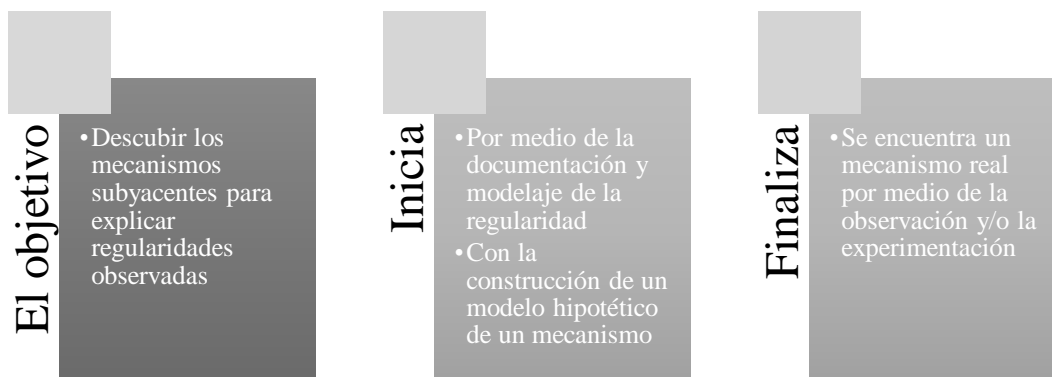 El objetivo
•Descubir los
mecanismos
subyacentes para
explicar
regularidades
observadas
Inicia
•Por medio de la
documentación y
modelaje de la
regularidad
•Con la
construcción de un
modelo hipotético
de un mecanismo
Finaliza
•Se encuentra un
mecanismo real
por medio de la
observación y/o la
experimentación